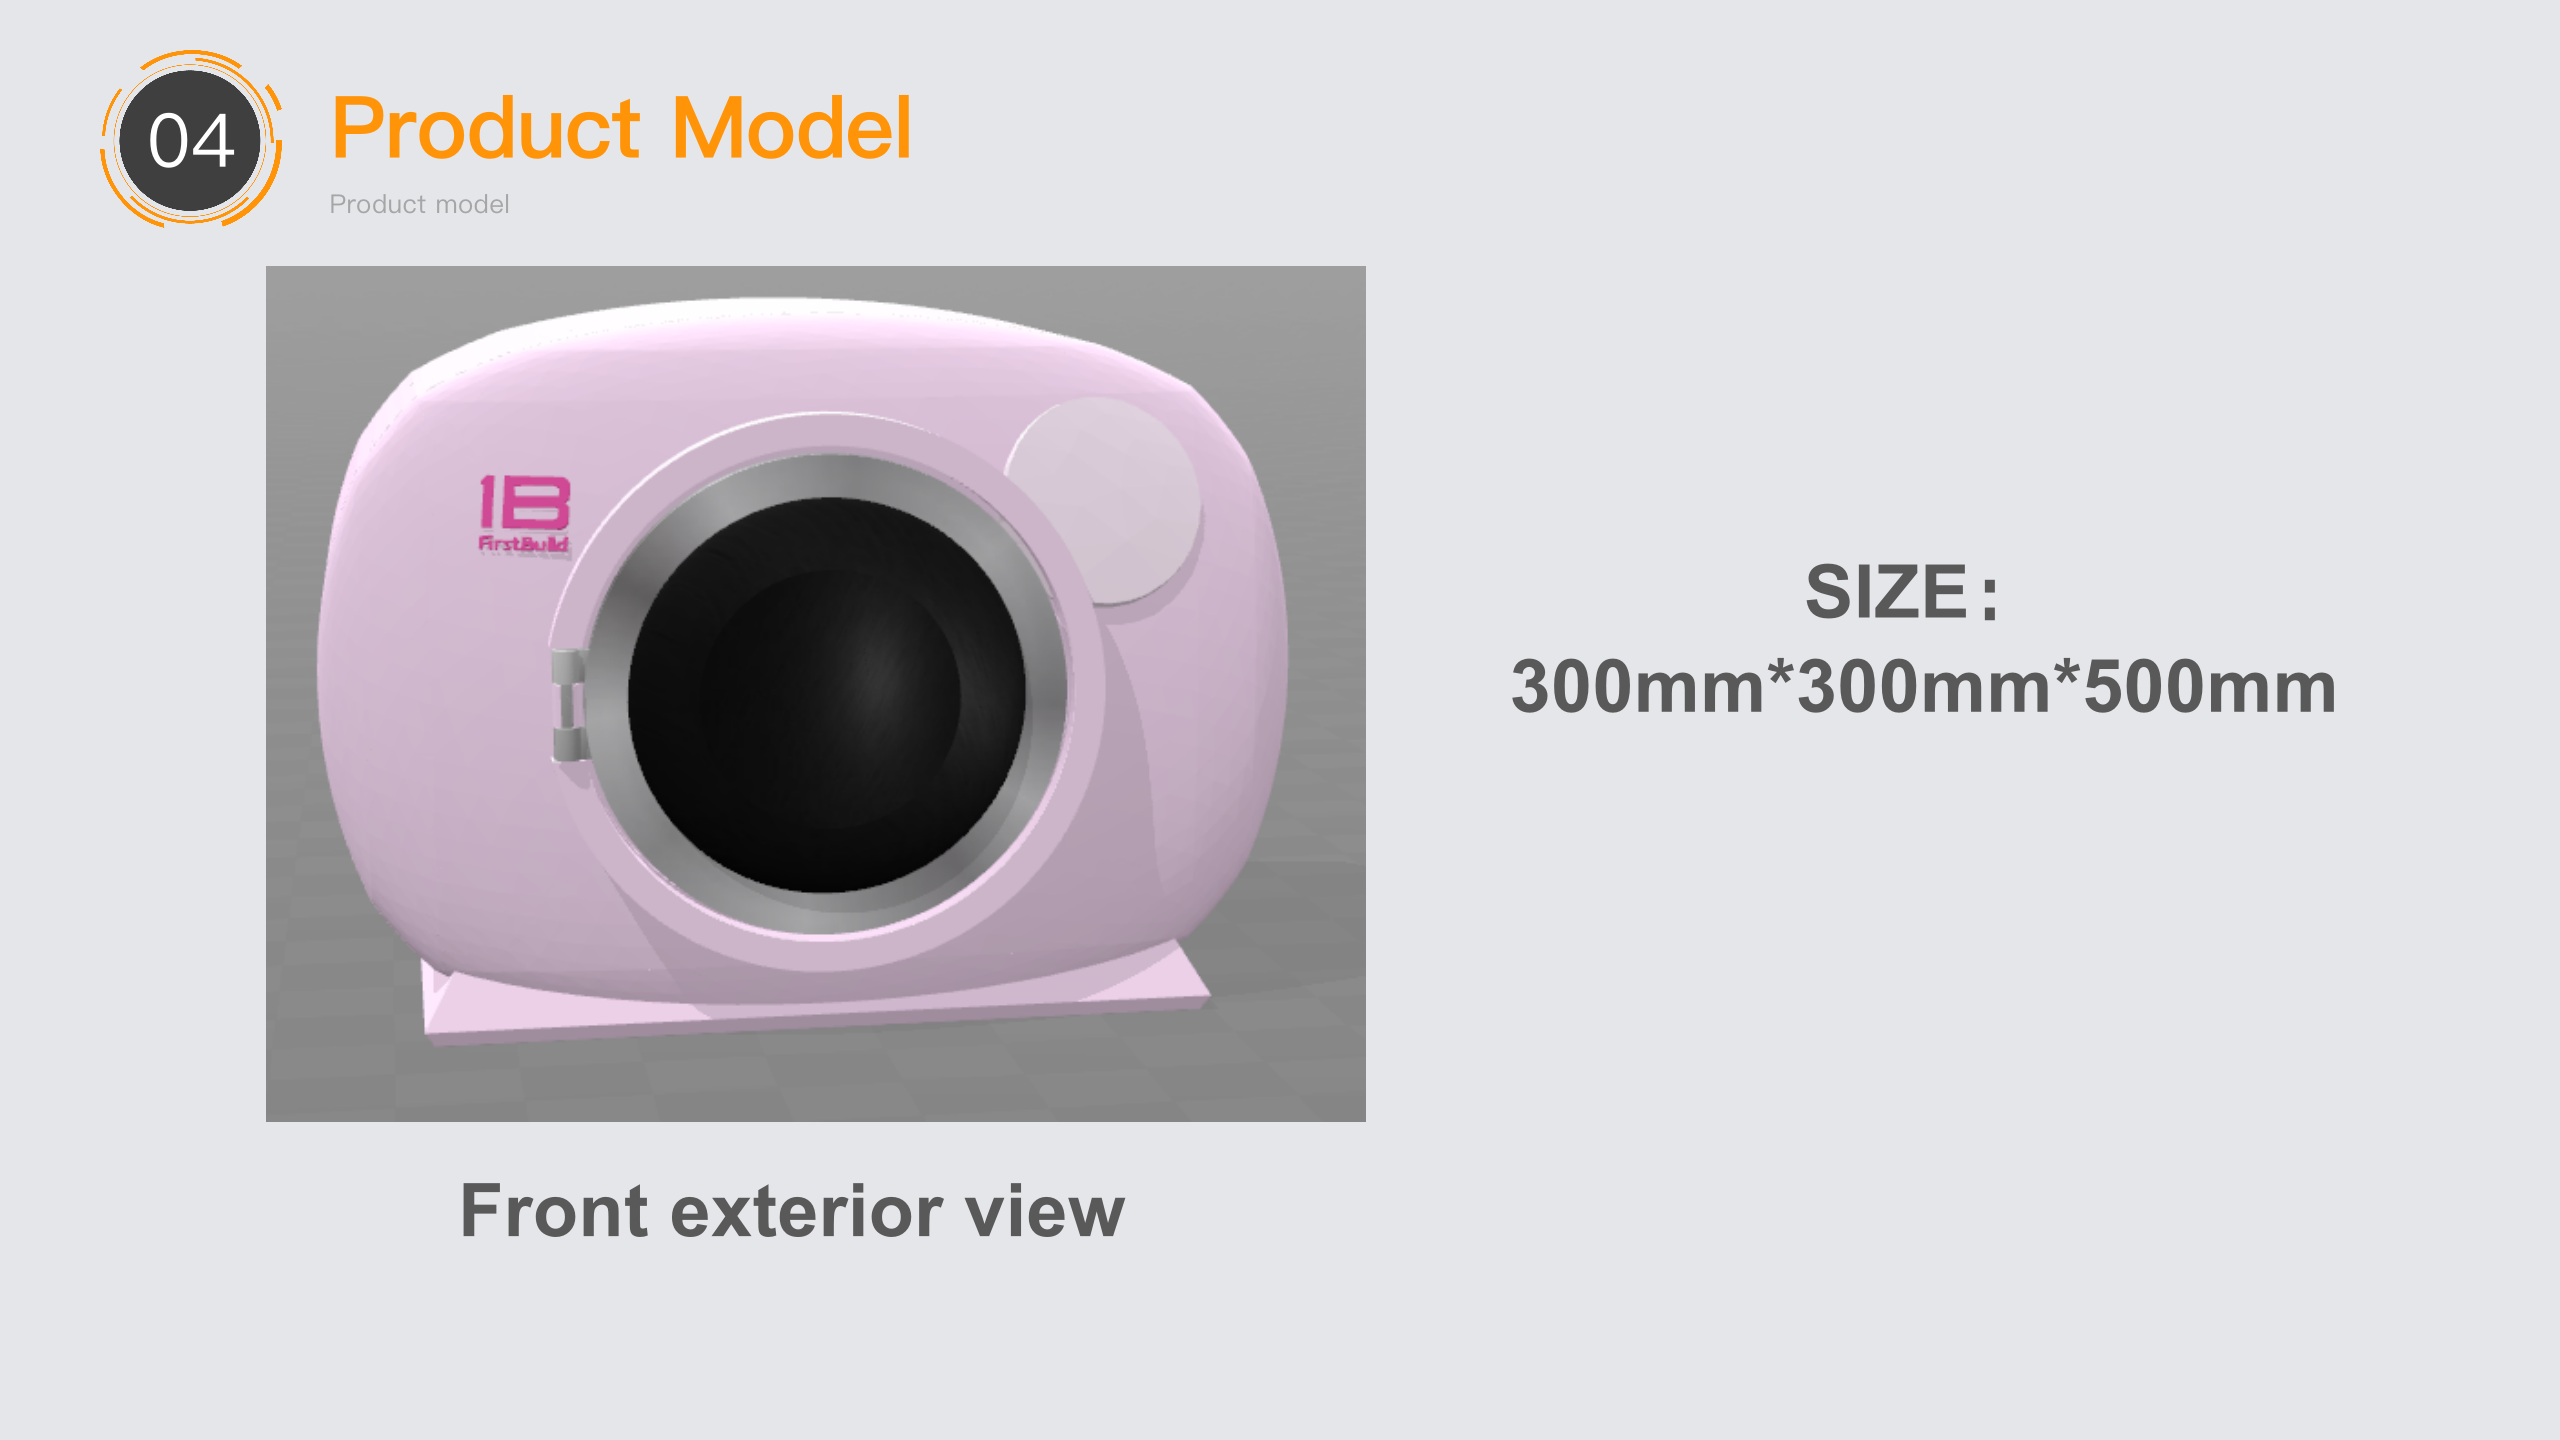 04
Product Model
Product model
1B
FirstBuild
SIZE：
300mm*300mm*500mm
Front exterior view